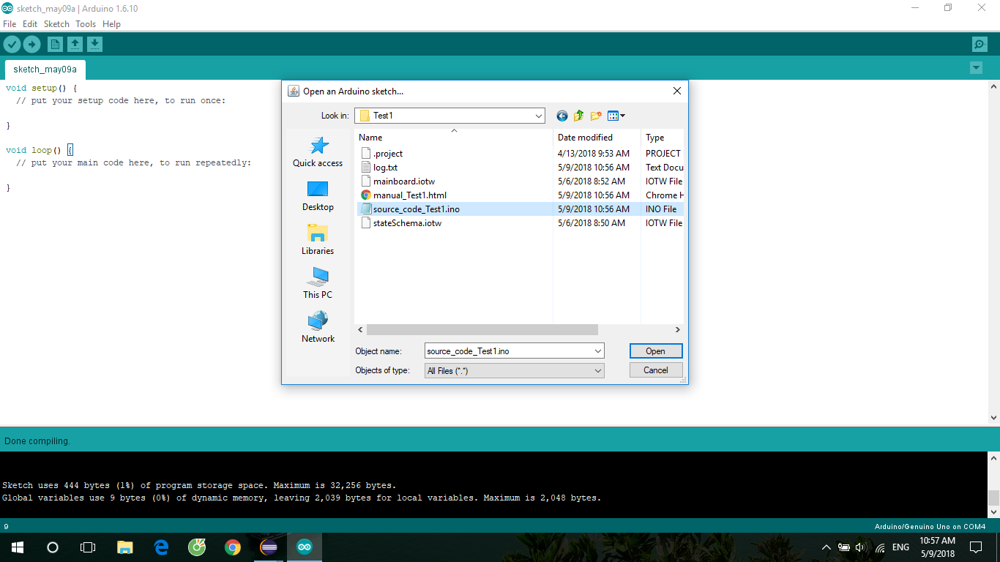 sketch_may09a | Arduino 1.6.10
File Edit Sketch Tools Help
sketch_may09a
void setup() {
// put your setup code here, to run once:
}
void loop() {
// put your main code here, to run repeatedly:
}
Open an Arduino sketch...
Look in: Test1
Quick access
Desktop
Libraries
This PC
Network
Name Date modified Type
.project 4/13/2018 9:53 AM PROJECT
log.txt 5/9/2018 10:56 AM Text Docu
mainboard.iotw 5/6/2018 8:52 AM IOTW File
manual_Test1.html 5/9/2018 10:56 AM Chrome H
source_code_Test1.ino 5/9/2018 10:56 AM INO File
stateSchema.iotw 5/6/2018 8:50 AM IOTW File
Object name: source_code_Test1.ino Open
Objects of type: All Files (*.*) Cancel
Done compiling.
Sketch uses 444 bytes (1%) of program storage space. Maximum is 32,256 bytes.
Global variables use 9 bytes (0%) of dynamic memory, leaving 2,039 bytes for local variables. Maximum is 2,048 bytes.
9 Arduino/Genuino Uno on COM4
ENG
10:57 AM
5/9/2018